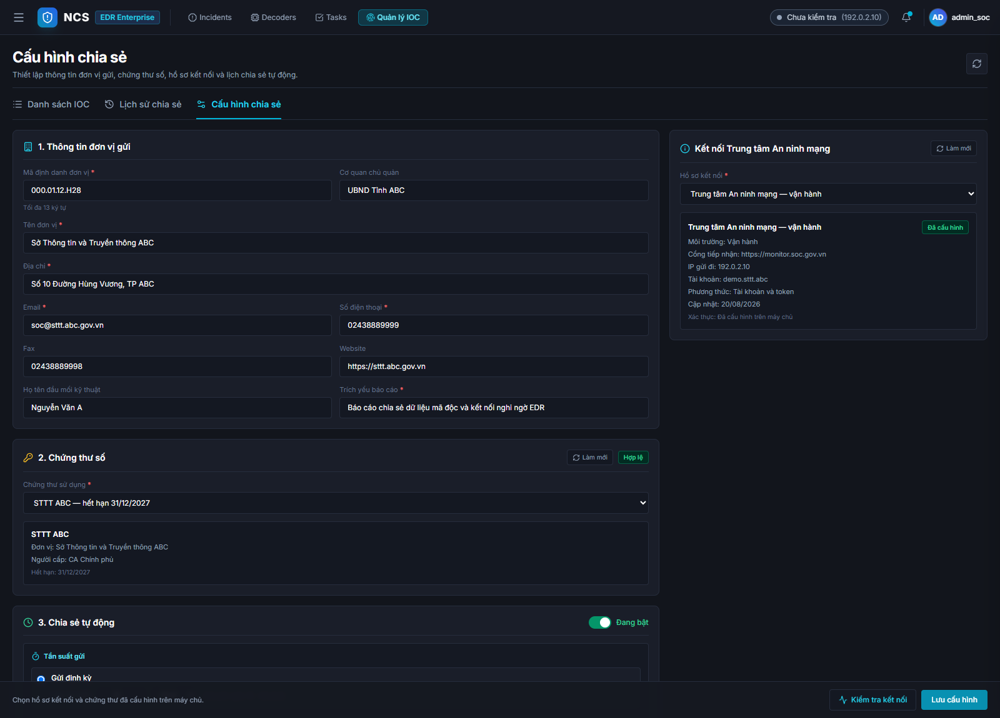 NCS
EDR Enterprise
Incidents
Decoders
Tasks
Quản lý IOC
Chưa kiểm tra (192.0.2.10)
AD
admin_soc
Cấu hình chia sẻ
Thiết lập thông tin đơn vị gửi, chứng thư số, hồ sơ kết nối và lịch chia sẻ tự động.
Danh sách IOC
Lịch sử chia sẻ
Cấu hình chia sẻ
1. Thông tin đơn vị gửi
Mã định danh đơn vị *
Cơ quan chủ quản
000.01.12.H28
UBND Tỉnh ABC
Tối đa 13 ký tự
Tên đơn vị *
Sở Thông tin và Truyền thông ABC
Địa chỉ *
Số 10 Đường Hùng Vương, TP ABC
Email *
Số điện thoại *
soc@sttt.abc.gov.vn
02438889999
Fax
Website
02438889998
https://sttt.abc.gov.vn
Họ tên đầu mối kỹ thuật
Trích yếu báo cáo *
Nguyễn Văn A
Báo cáo chia sẻ dữ liệu mã độc và kết nối nghi ngờ EDR
2. Chứng thư số
Làm mới
Hợp lệ
Chứng thư sử dụng *
STTT ABC — hết hạn 31/12/2027
STTT ABC
Đơn vị: Sở Thông tin và Truyền thông ABC
Người cấp: CA Chính phủ
Hết hạn: 31/12/2027
3. Chia sẻ tự động
Đang bật
Tần suất gửi
Gửi định kỳ
Kết nối Trung tâm An ninh mạng
Làm mới
Hồ sơ kết nối *
Trung tâm An ninh mạng — vận hành
Trung tâm An ninh mạng — vận hành
Đã cấu hình
Môi trường: Vận hành
Cổng tiếp nhận: https://monitor.soc.gov.vn
IP gửi đi: 192.0.2.10
Tài khoản: demo.sttt.abc
Phương thức: Tài khoản và token
Cập nhật: 20/08/2026
Xác thực: Đã cấu hình trên máy chủ
Chọn hồ sơ kết nối và chứng thư đã cấu hình trên máy chủ.
Kiểm tra kết nối
Lưu cấu hình